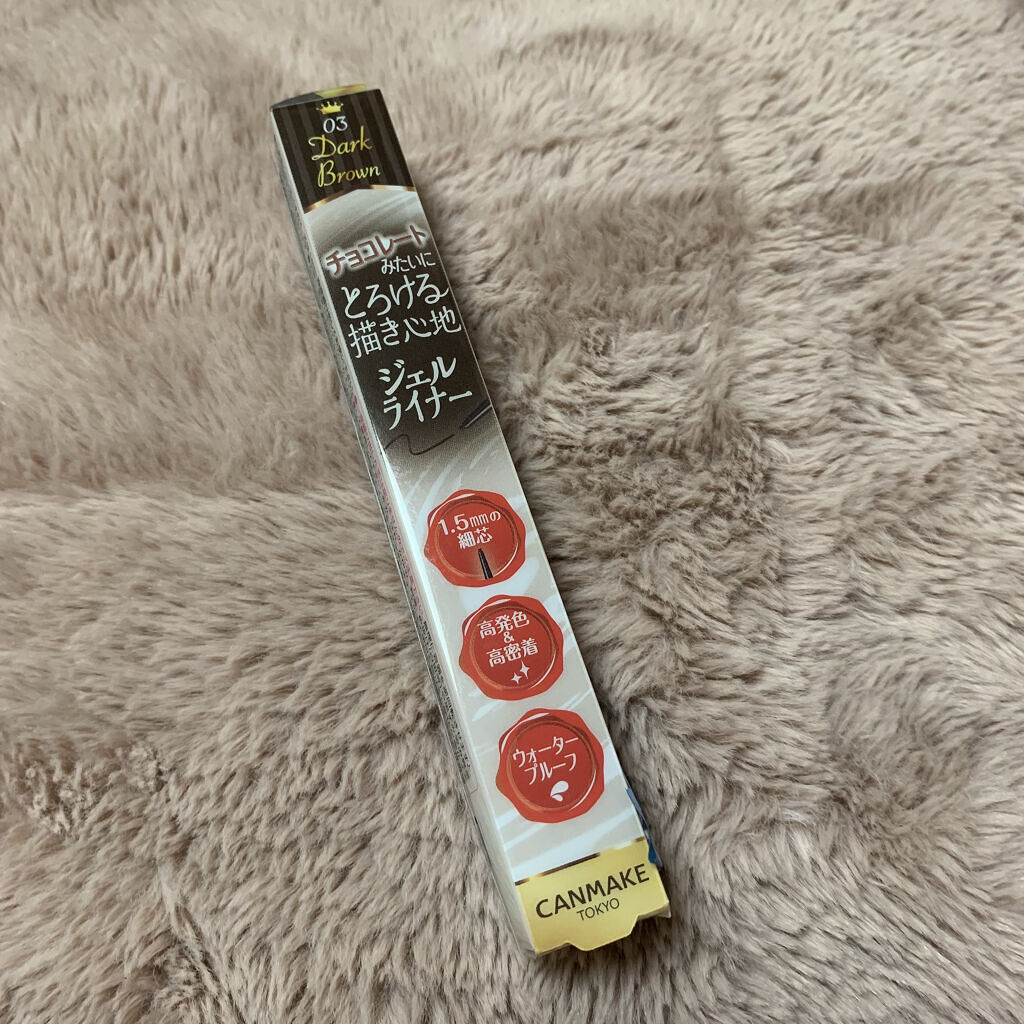 03
Dark
Brown
チョコレート
みたいに
とろける
描き心地
ジェル
ライナー
1.5mmの
細芯
高発色
&
高密着
ウォーター
プルーフ
CANMAKE
TOKYO